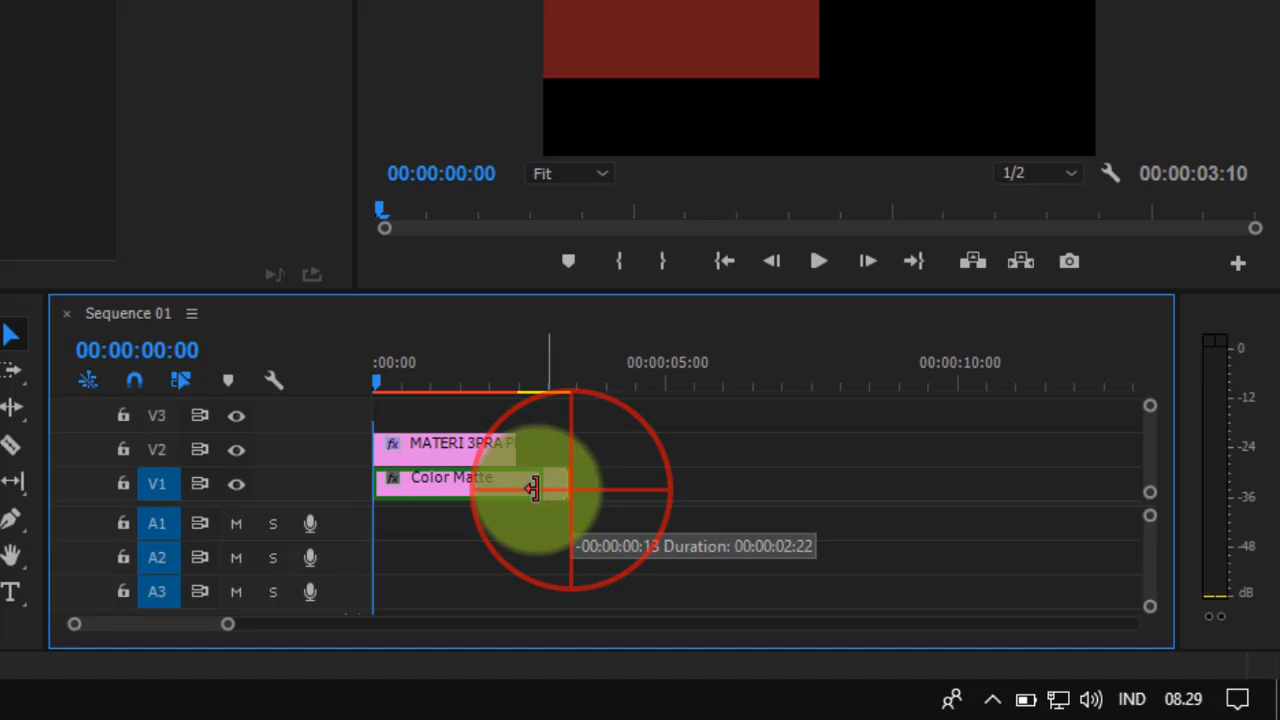 00:00:00:00
Fit
1/2
00:00:03:10
× Sequence 01
00:00:00:00
:00:00
00:00:05:00
00:00:10:00
V3
V2
fx MATERI 3PRA P
V1
fx Color Matte
A1 M S
-00:00:00:13 Duration: 00:00:02:22
A2 M S
A3 M S
T
0
-12
-24
-36
-48
dB
IND
08.29